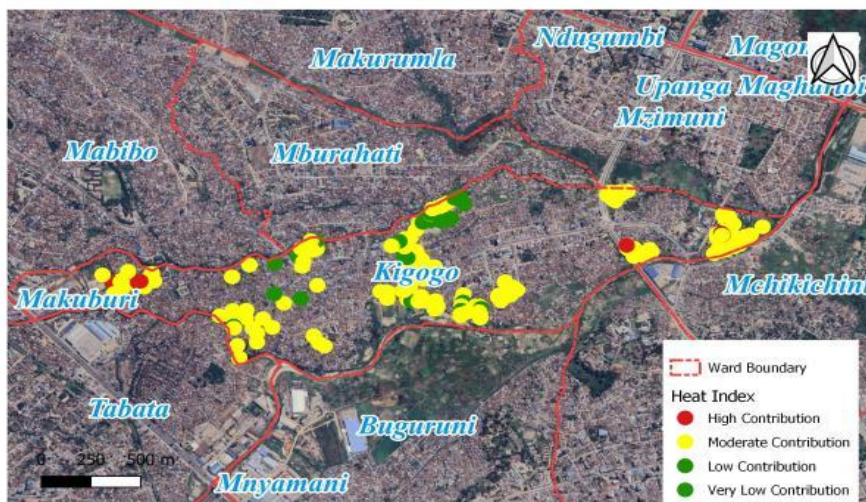 Ndugumbi
Makurumla
Upanga Magharibi
Mzimuni
Mabibo
Mburahati
Kigogo
Makuburi
Mchikichini
Tabata
Buguruni
Mnyamani
0 250 500 m
Ward Boundary
Heat Index
High Contribution
Moderate Contribution
Low Contribution
Very Low Contribution